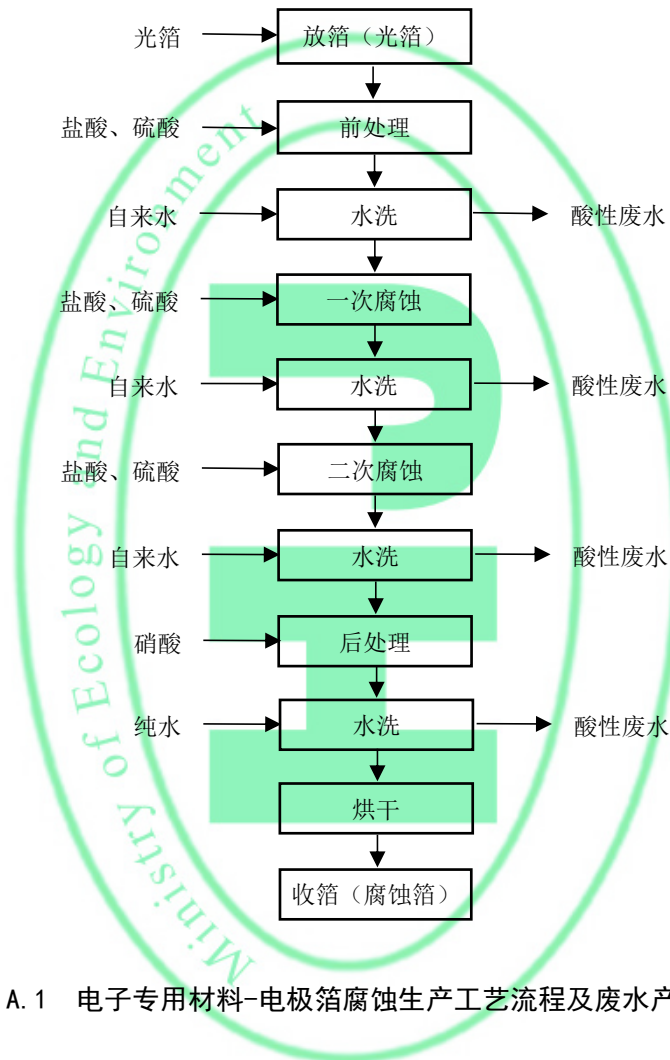 光箔 放箔（光箔）
盐酸、硫酸 前处理
自来水 水洗 酸性废水
盐酸、硫酸 一次腐蚀
自来水 水洗 酸性废水
盐酸、硫酸 二次腐蚀
自来水 水洗 酸性废水
硝酸 后处理
纯水 水洗 酸性废水
烘干
收箔（腐蚀箔）
Ministry of Ecology and Environment
A.1 电子专用材料-电极箔腐蚀生产工艺流程及废水产